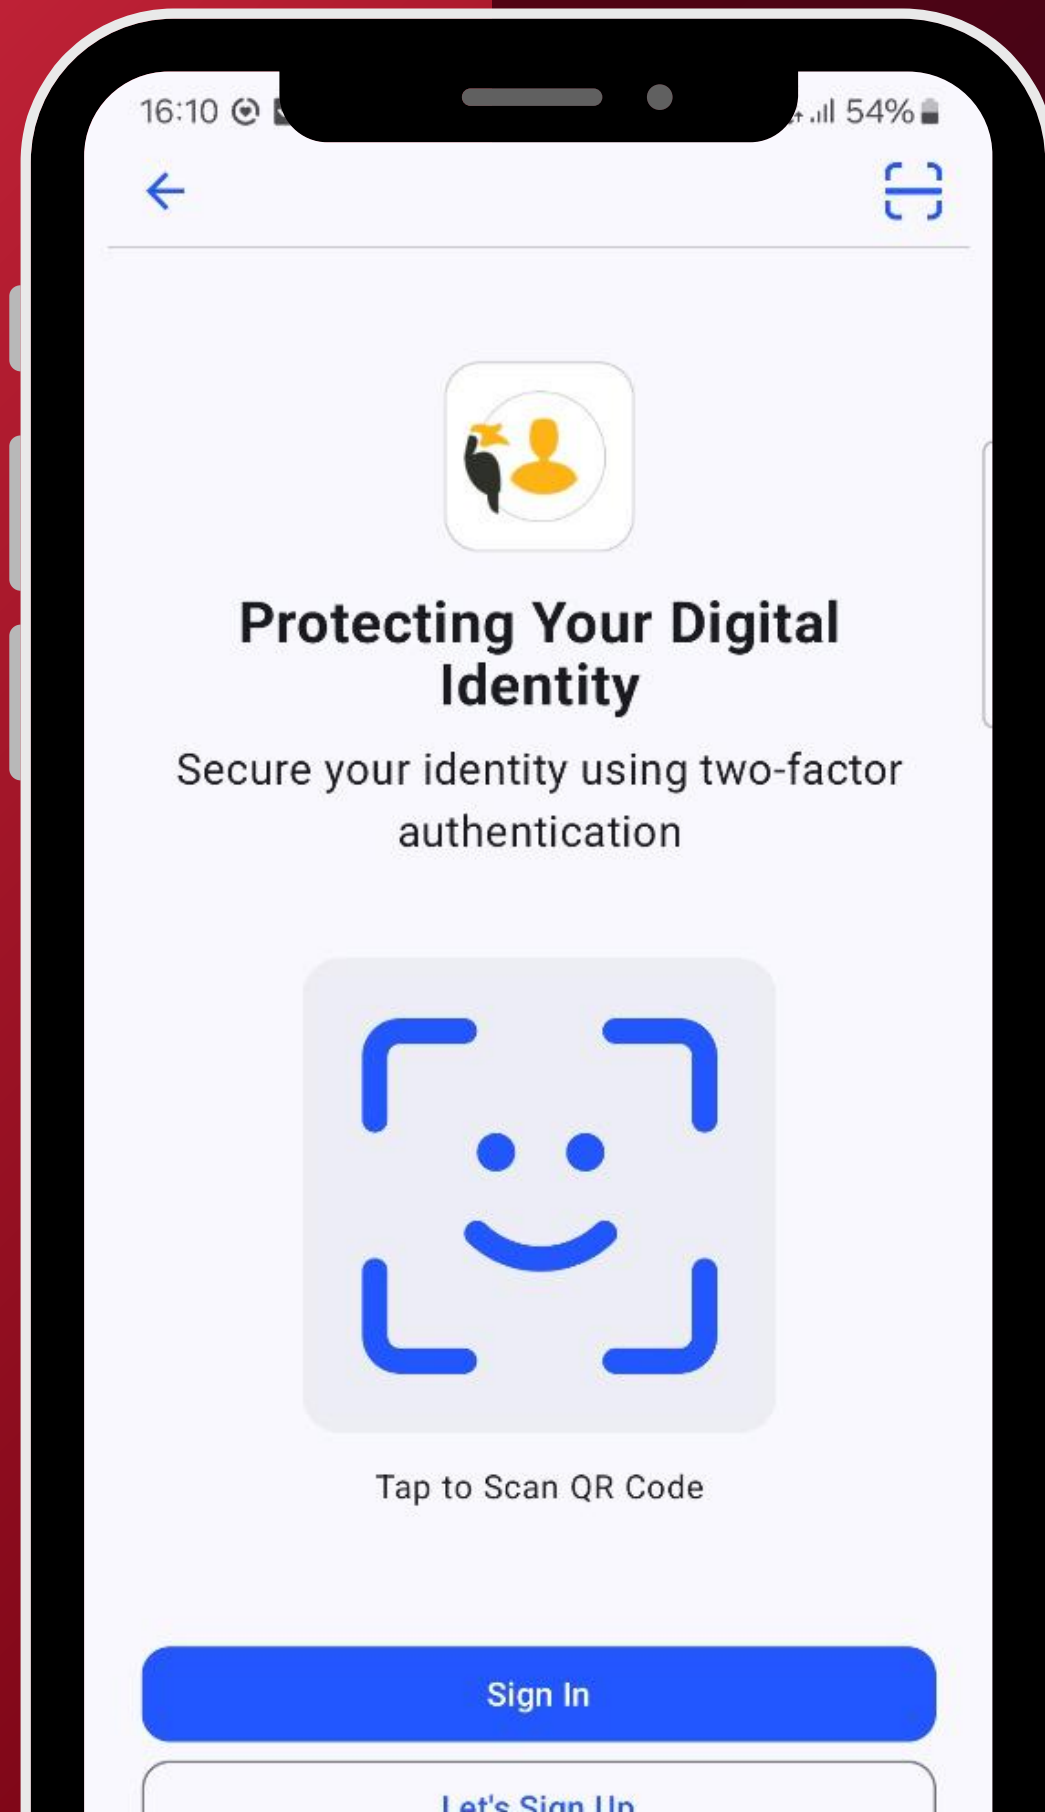 16:10
54%
Protecting Your Digital
Identity
Secure your identity using two-factor
authentication
Tap to Scan QR Code
Sign In
Let's Sign Up